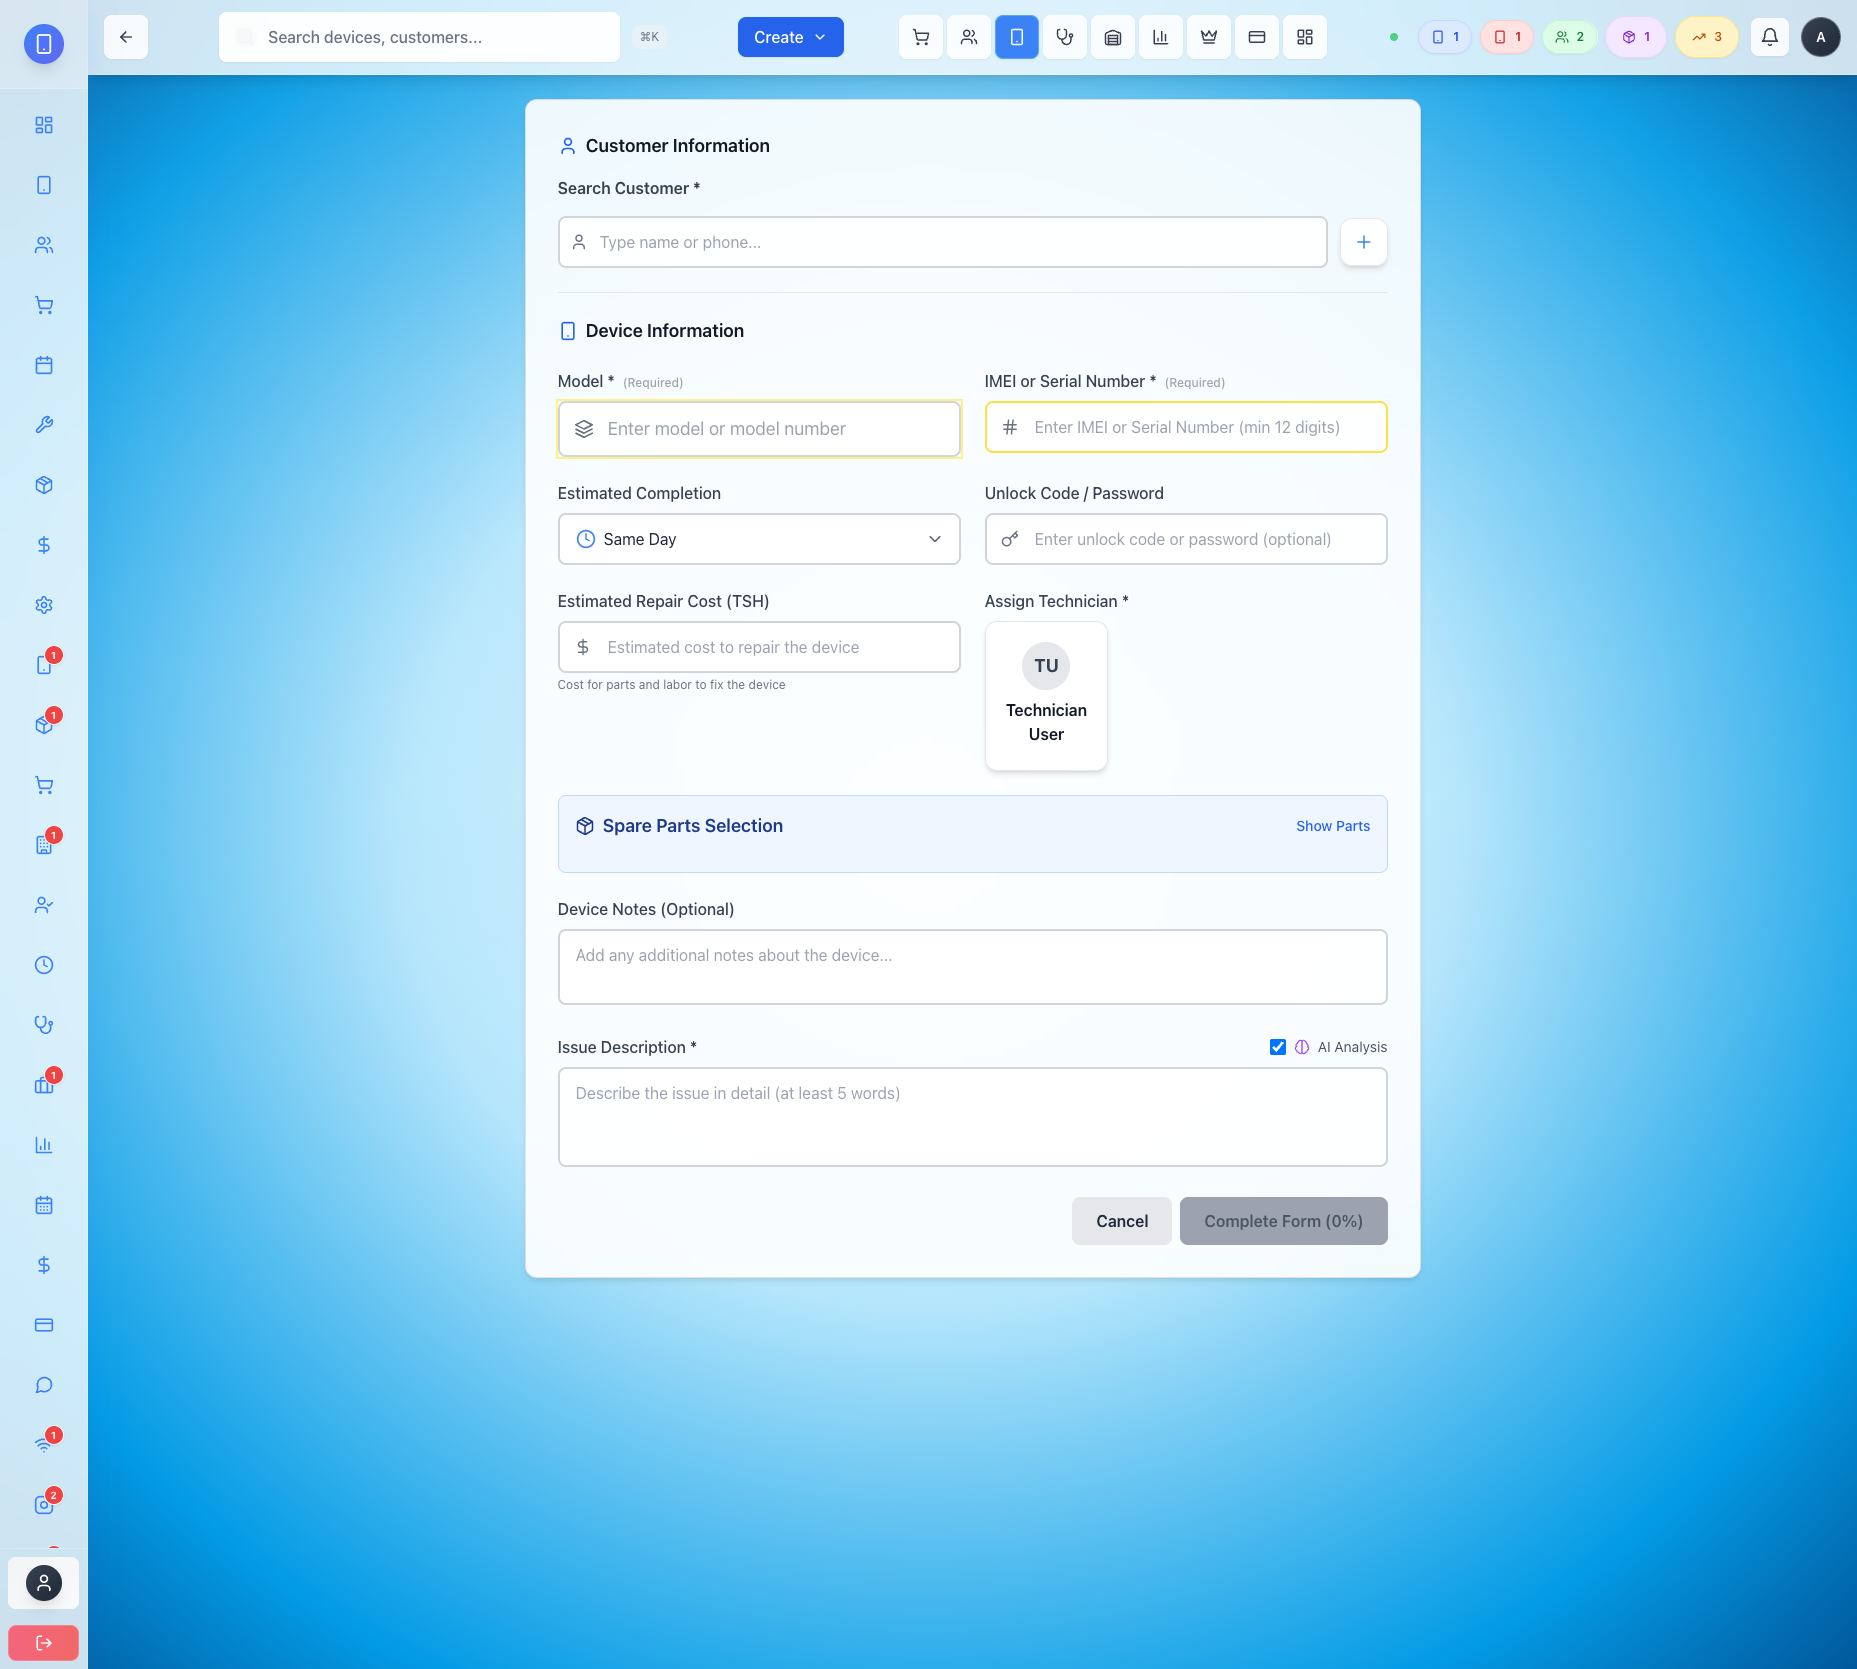 Search devices, customers...
⌘K
Create
1
1
2
1
3
A
Customer Information
Search Customer *
Type name or phone...
Device Information
Model * (Required)
IMEI or Serial Number * (Required)
Enter model or model number
Enter IMEI or Serial Number (min 12 digits)
Estimated Completion
Unlock Code / Password
Same Day
Enter unlock code or password (optional)
Estimated Repair Cost (TSH)
Assign Technician *
Estimated cost to repair the device
Cost for parts and labor to fix the device
TU
Technician
User
Spare Parts Selection
Show Parts
Device Notes (Optional)
Add any additional notes about the device...
Issue Description *
AI Analysis
Describe the issue in detail (at least 5 words)
Cancel
Complete Form (0%)
1
1
1
1
1
2